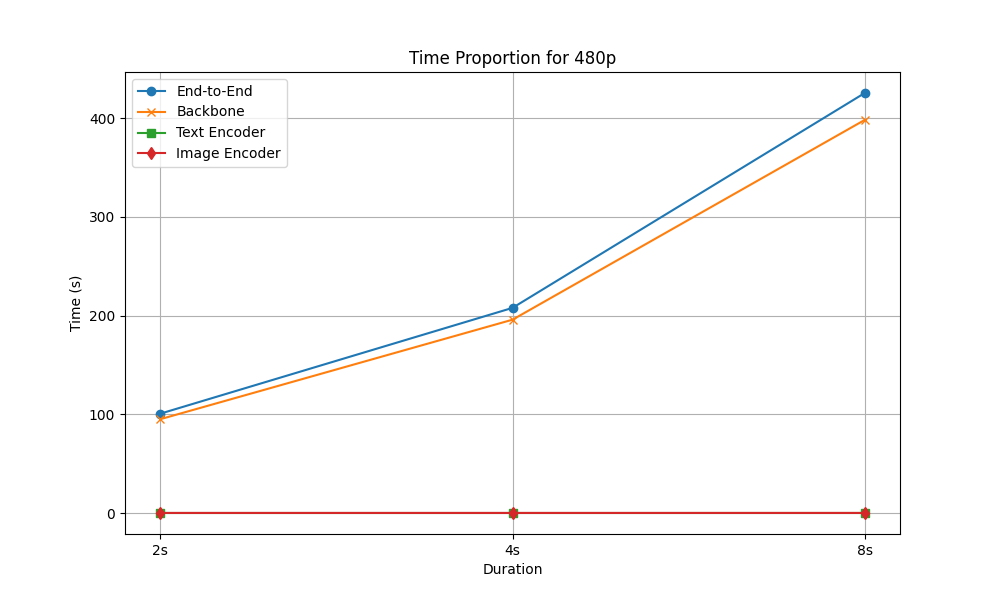 Time Proportion for 480p
End-to-End
Backbone
Text Encoder
Image Encoder
400
300
200
100
0
Time (s)
2s 4s 8s
Duration